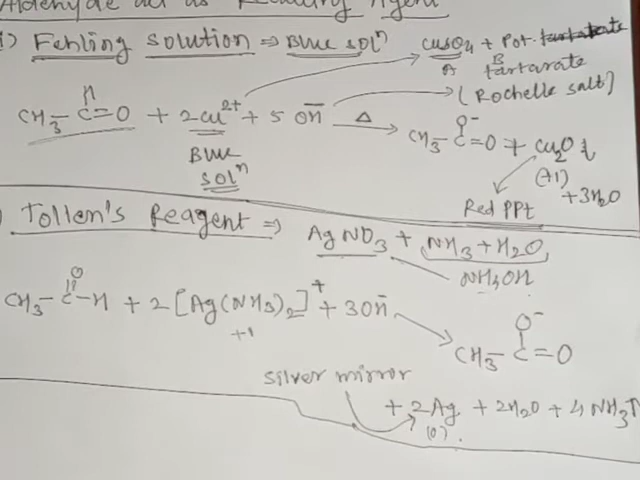 Aldehyde act as Reducing Agent
1) Fehling solution ⇒ Blue solⁿ CuSO4 + Pot. tartarate
A B tartarate
(Rochelle salt)
H
CH3-C=O + 2Cu²⁺ + 5OH⁻ Δ→ CH3-C=O + Cu2O↓
O⁻
Blue
solⁿ
(+1) + 3H2O
Red PPt
) Tollen's Reagent ⇒ AgNO3 + NH3 + H2O
NH4OH
O
CH3-C-H + 2[Ag(NH3)2]⁺ + 3OH⁻ →
+1
O⁻
CH3-C=O
silver mirror
+ 2Ag + 2H2O + 4NH3↑
(0)